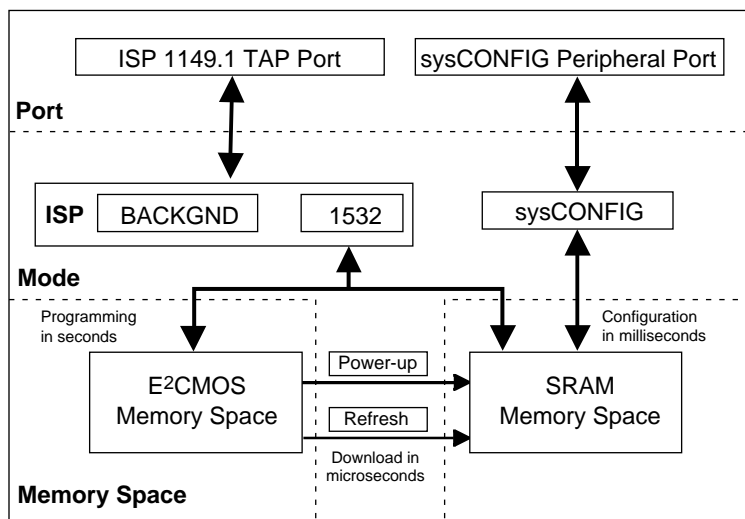 ISP 1149.1 TAP Port
sysCONFIG Peripheral Port
Port
ISP
BACKGND
1532
sysCONFIG
Mode
Programming
in seconds
Configuration
in milliseconds
E²CMOS
Memory Space
Power-up
Refresh
Download in
microseconds
SRAM
Memory Space
Memory Space